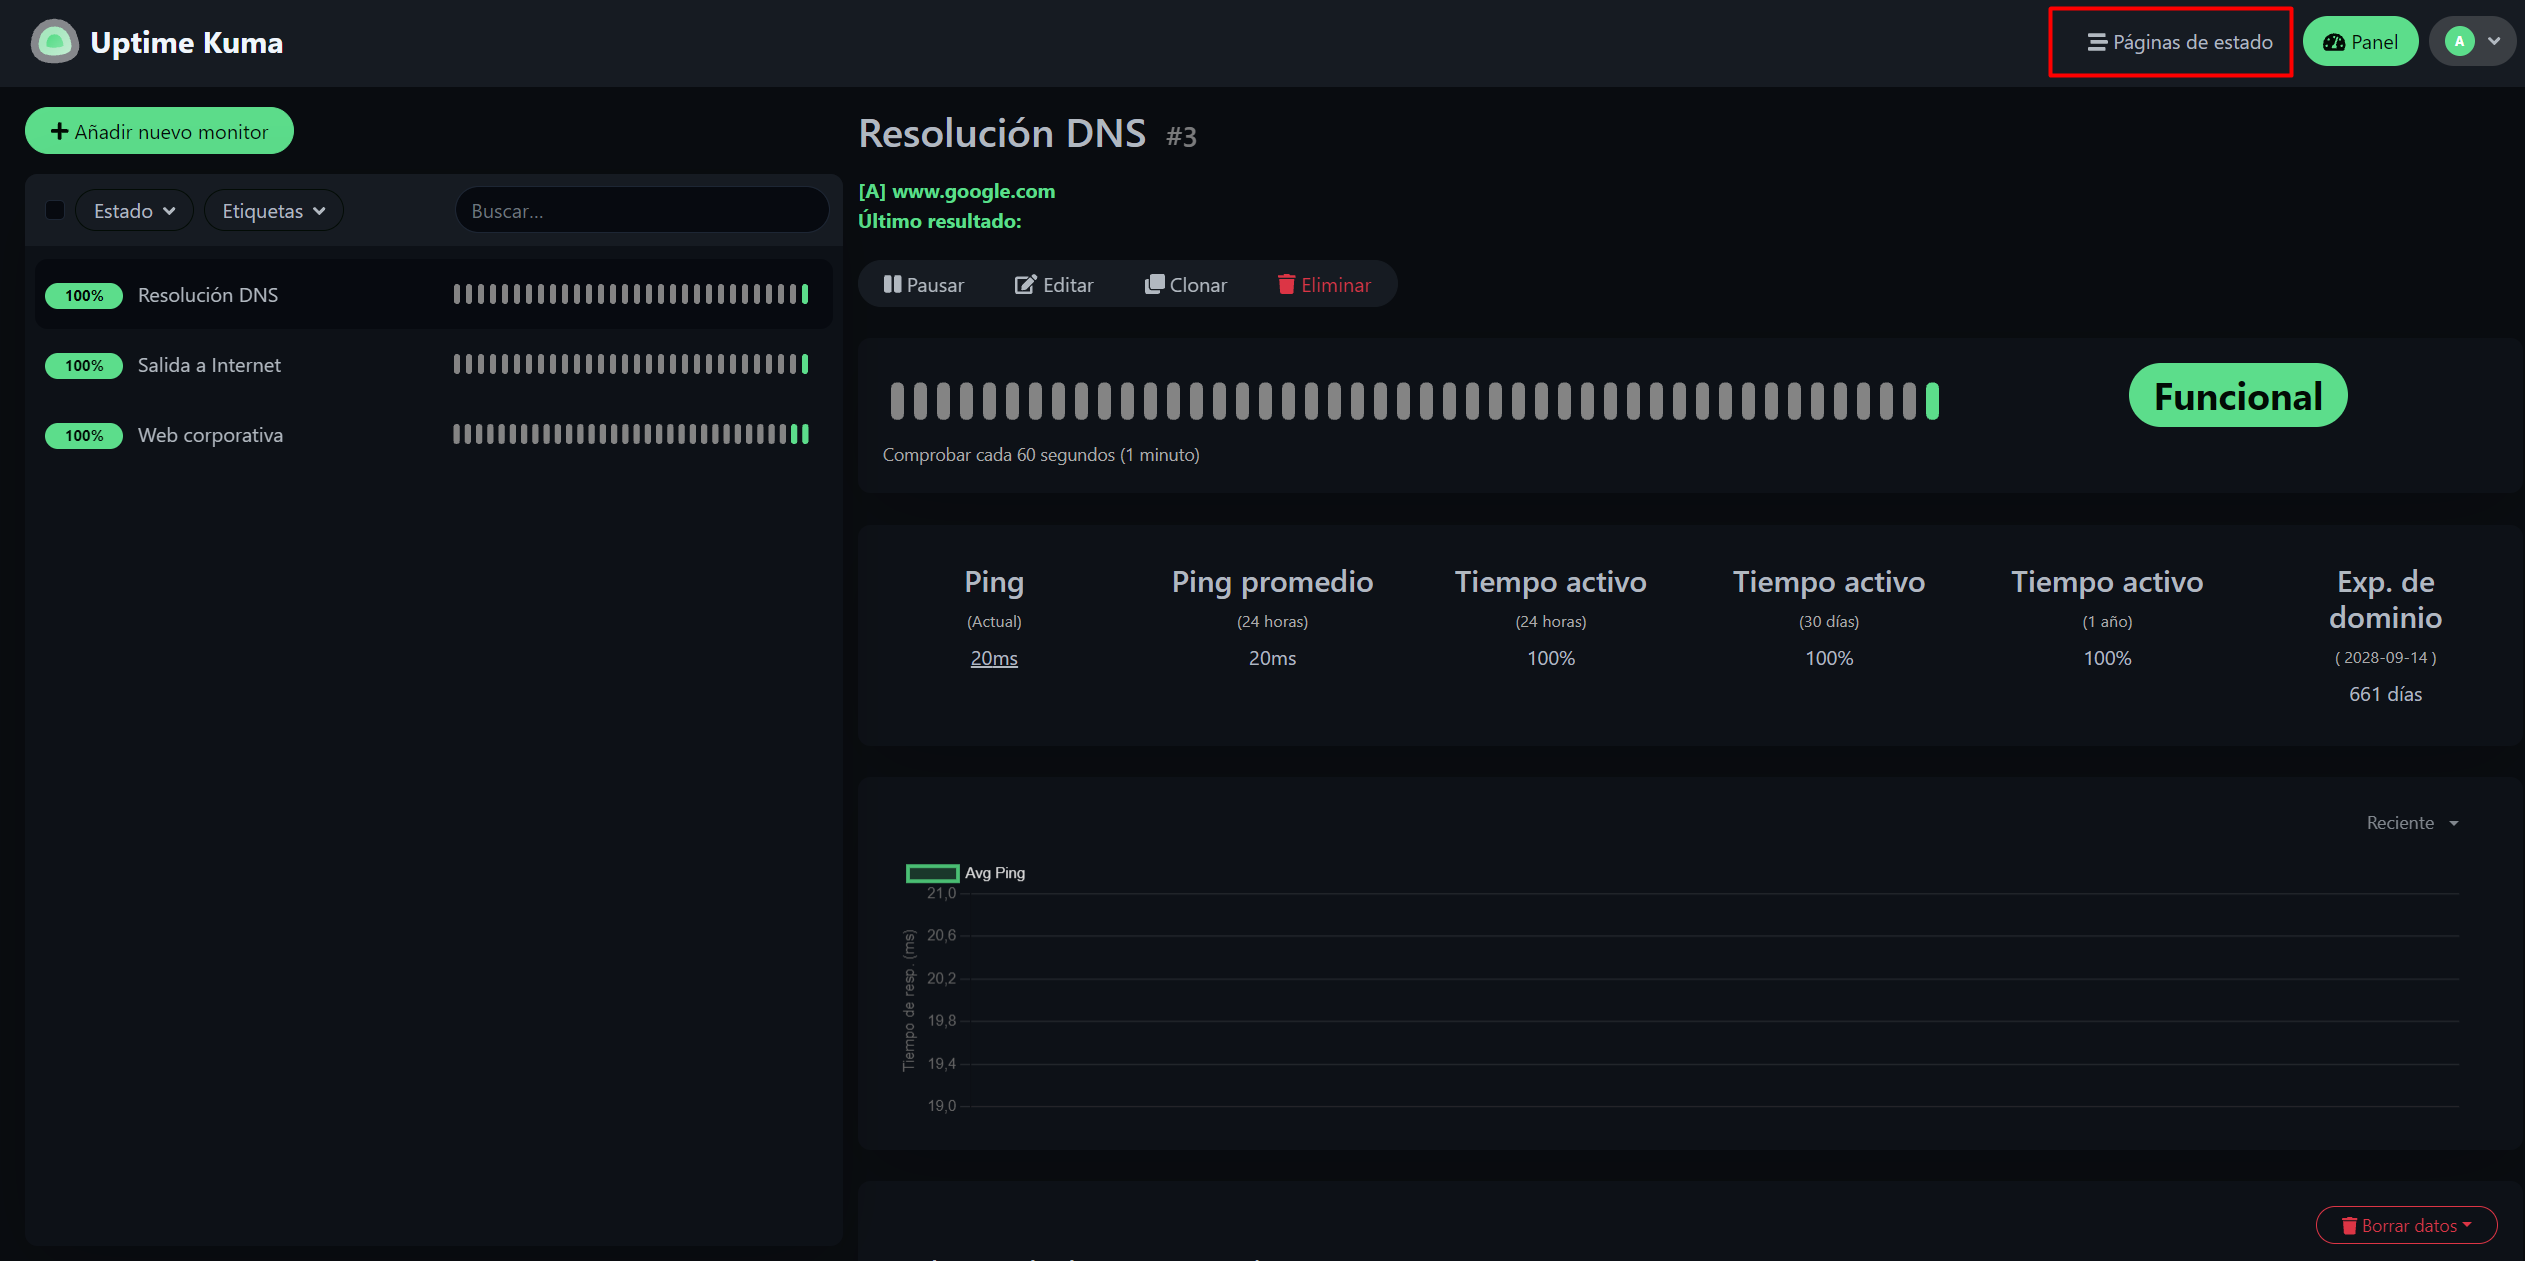 Uptime Kuma
Páginas de estado
Panel
A
Añadir nuevo monitor
Estado
Etiquetas
Buscar...
100% Resolución DNS
100% Salida a Internet
100% Web corporativa
Resolución DNS #3
[A] www.google.com
Último resultado:
Pausar
Editar
Clonar
Eliminar
Funcional
Comprobar cada 60 segundos (1 minuto)
Ping
(Actual)
20ms
Ping promedio
(24 horas)
20ms
Tiempo activo
(24 horas)
100%
Tiempo activo
(30 días)
100%
Tiempo activo
(1 año)
100%
Exp. de
dominio
( 2028-09-14 )
661 días
Reciente
Avg Ping
Tiempo de resp. (ms)
21,0
20,6
20,2
19,8
19,4
19,0
Borrar datos